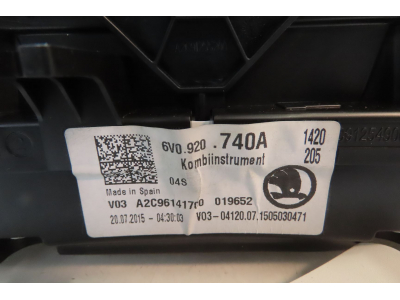 6V0.920 .740A
1420
205
Kombiinstrument
04S
Made in Spain
V03 019652
20.07.2015 - 04:30:03 V03-04120.07.1505030471